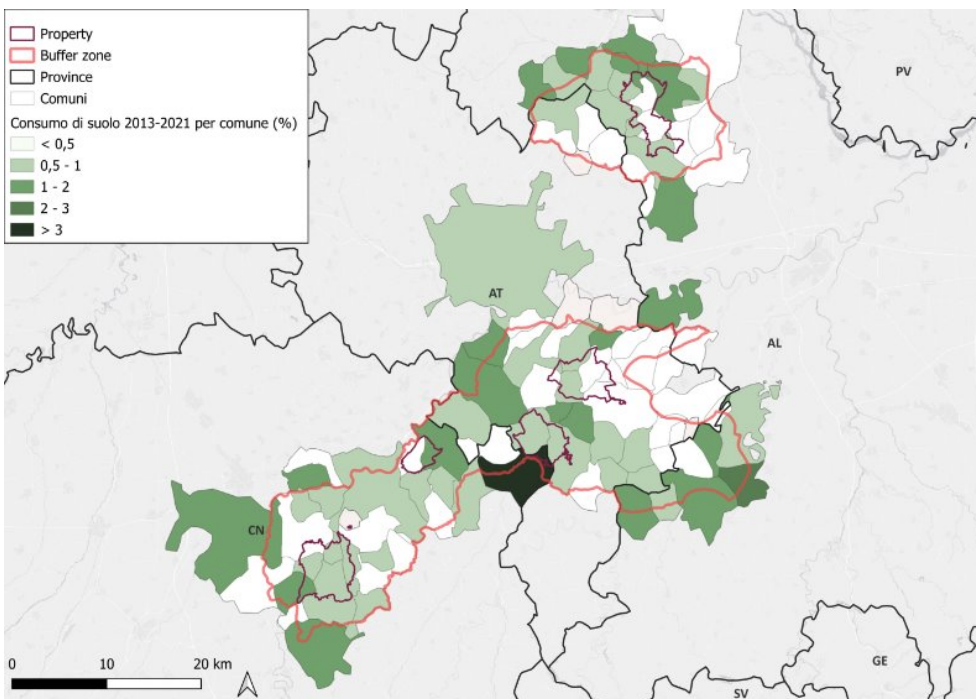 Property
Buffer zone
Province
Comuni
Consumo di suolo 2013-2021 per comune (%)
< 0,5
0,5 - 1
1 - 2
2 - 3
> 3
PV
AT
AL
CN
0 10 20 km
GE
SV